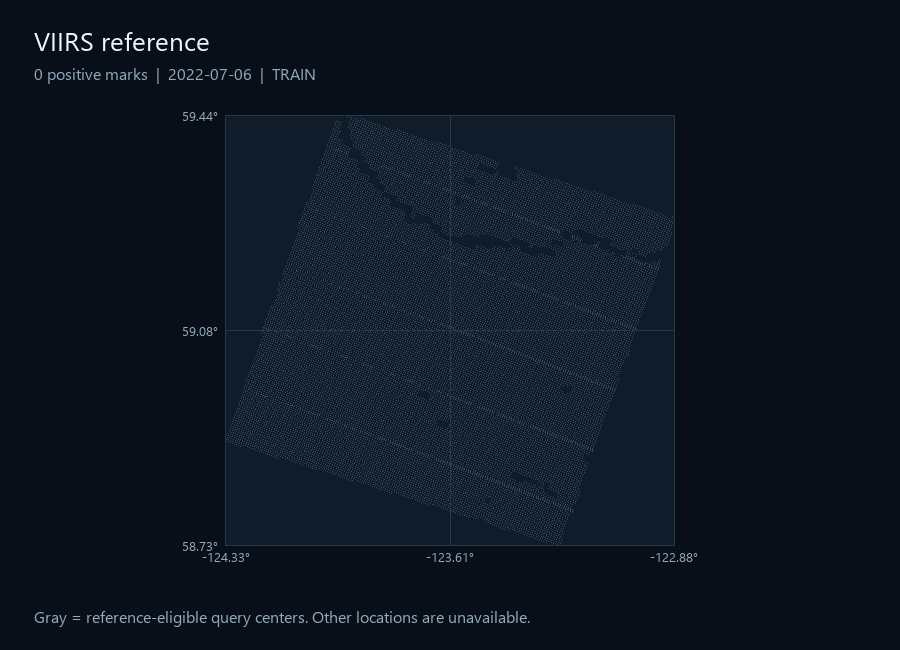 VIIRS reference
0 positive marks | 2022-07-06 | TRAIN
59.44°
59.08°
58.73°
-124.33°
-123.61°
-122.88°
Gray = reference-eligible query centers. Other locations are unavailable.